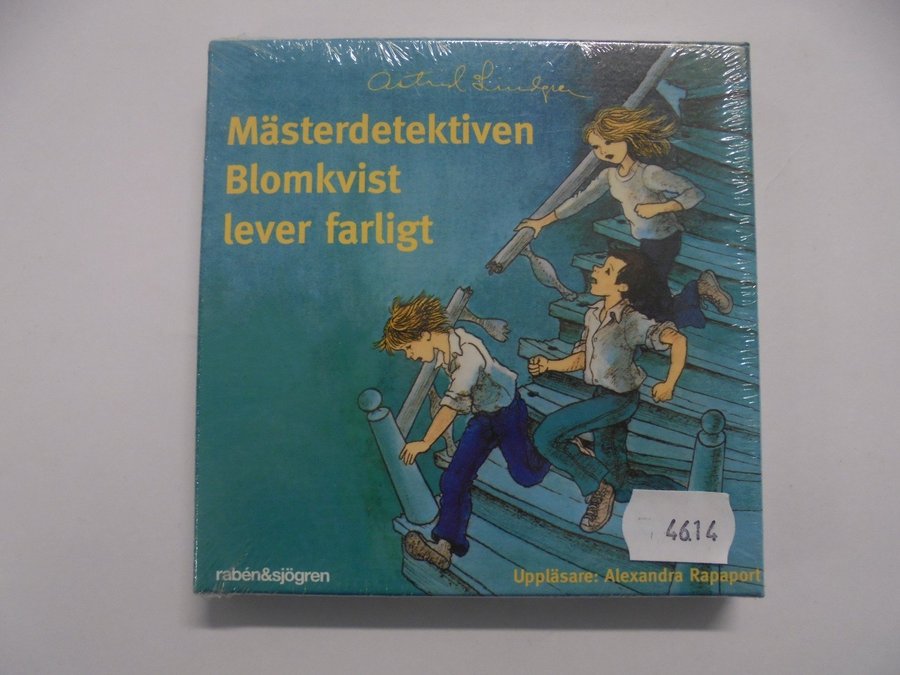 Astrid Lindgren
Mästerdetektiven
Blomkvist
lever farligt
4614
rabén&sjögren
Uppläsare: Alexandra Rapaport